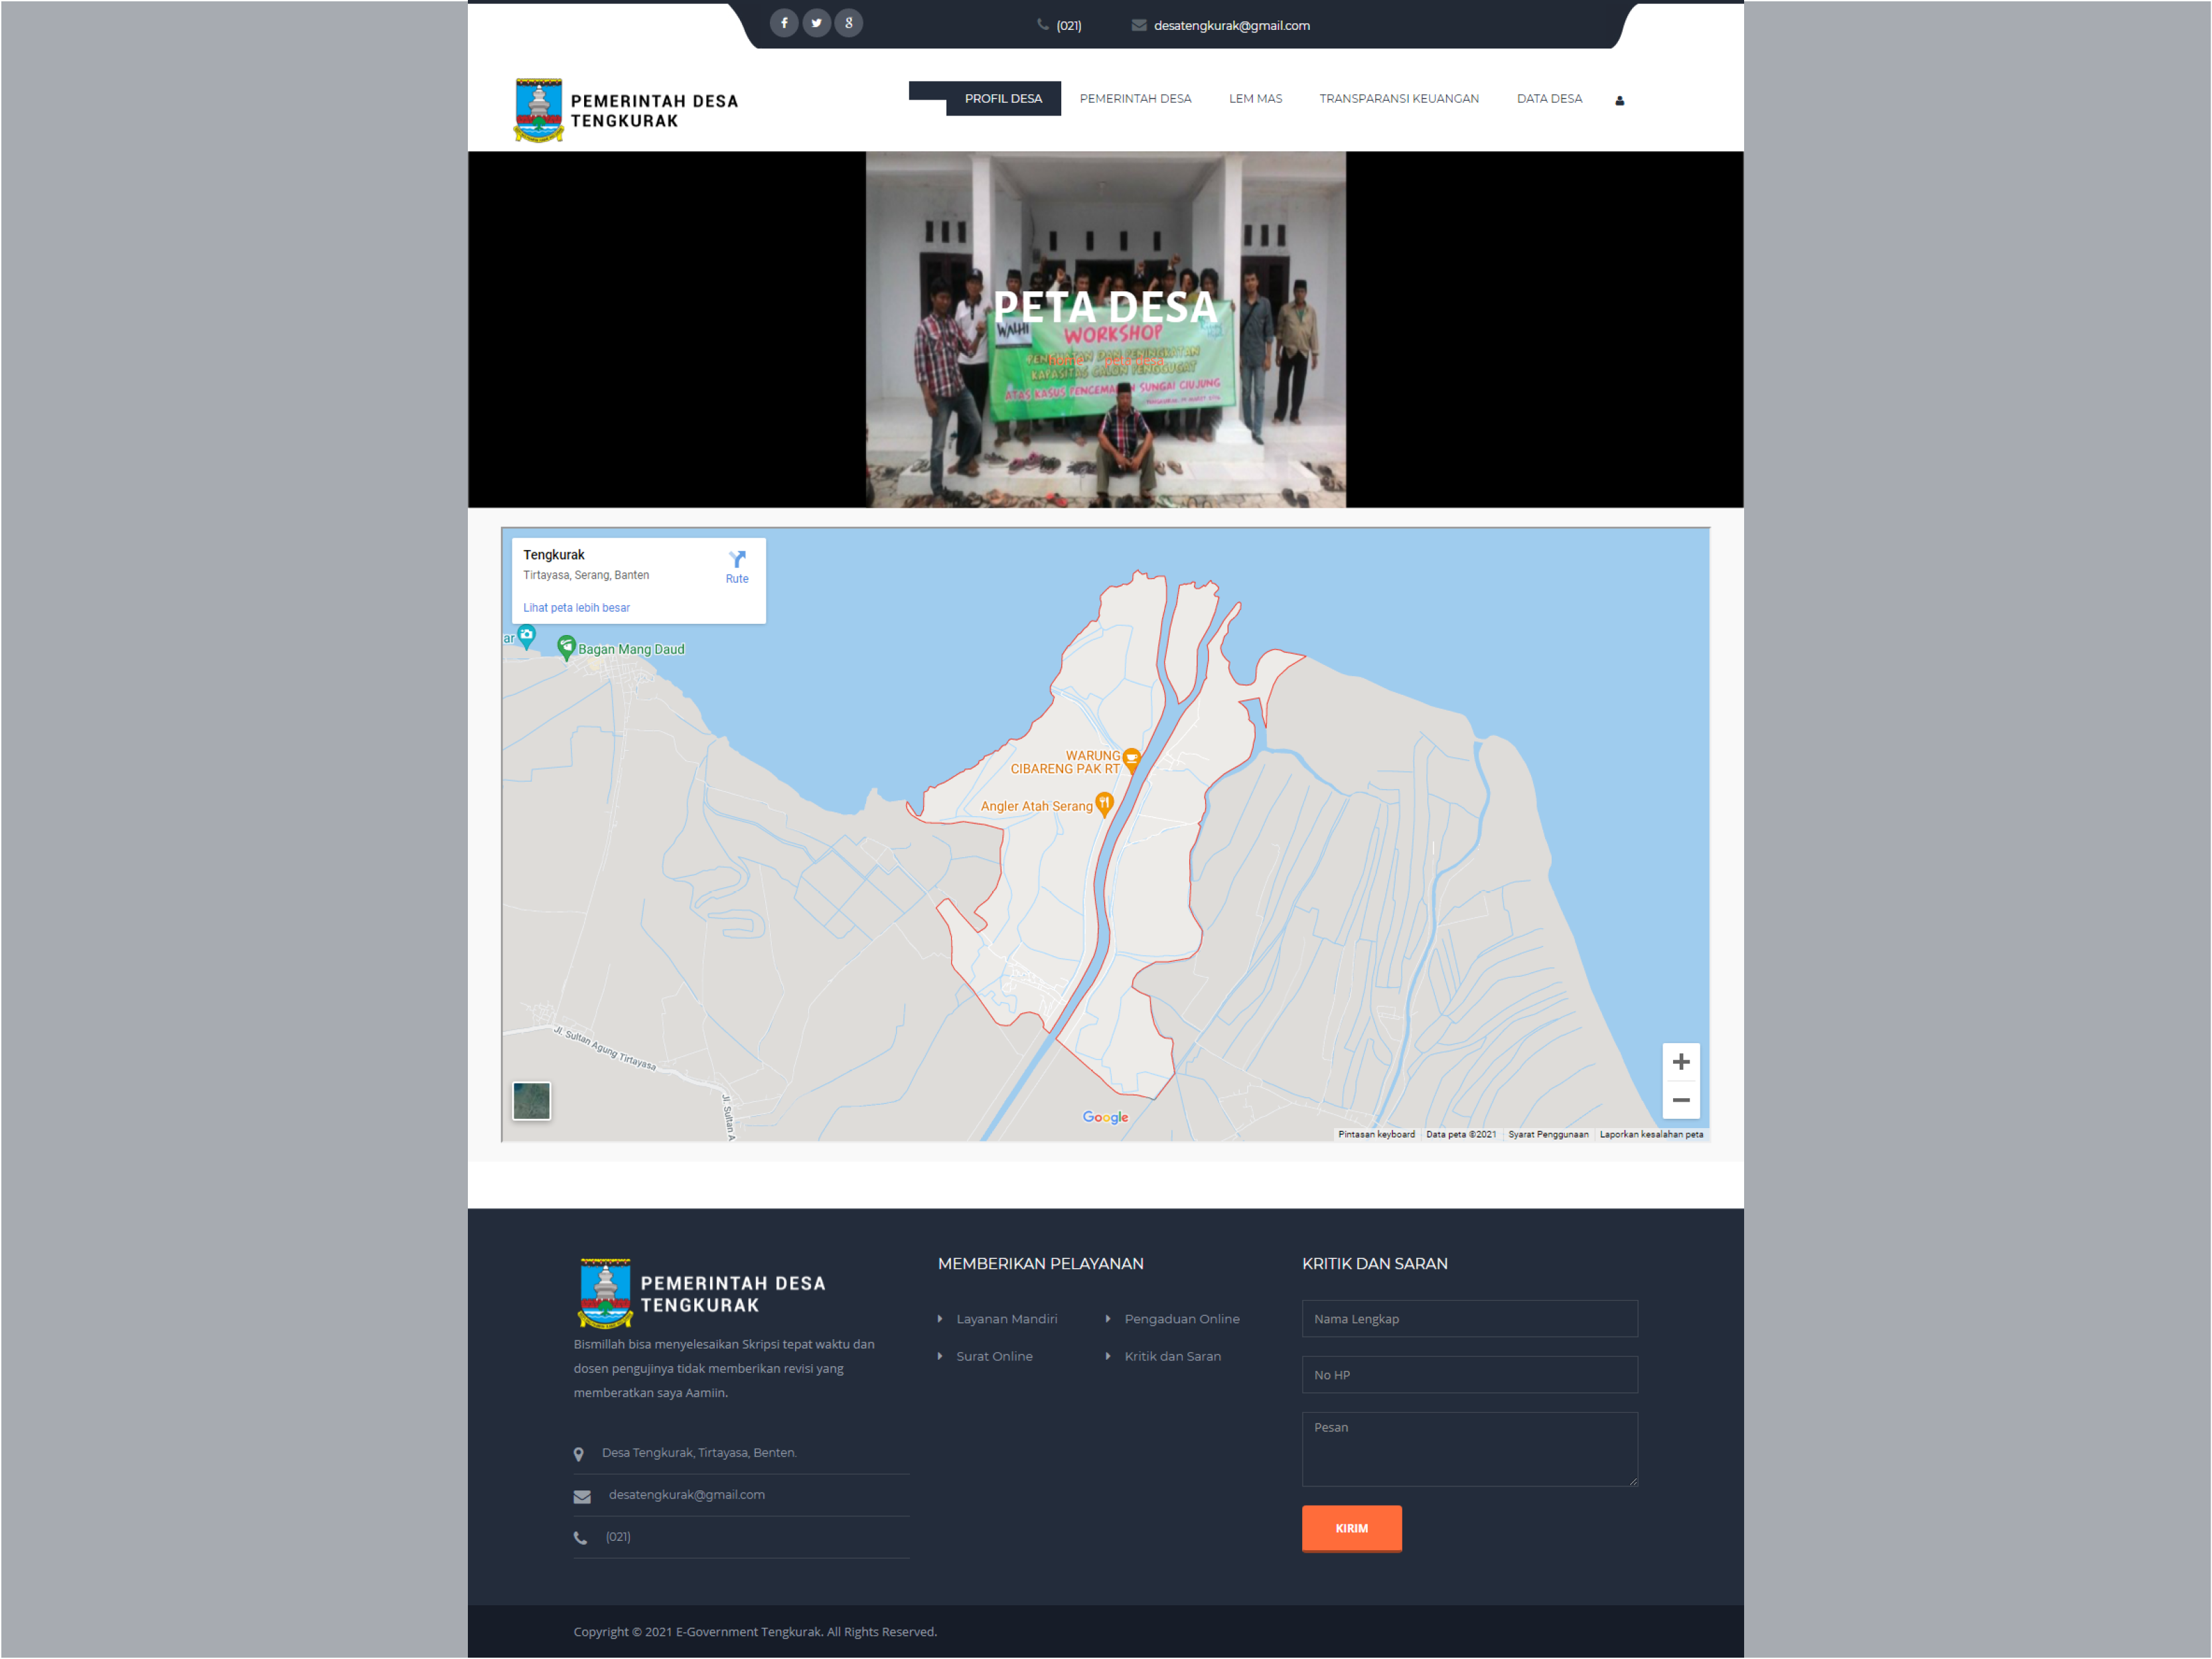 (021)
desatengkurak@gmail.com
PEMERINTAH DESA
TENGKURAK
PROFIL DESA
PEMERINTAH DESA
LEM MAS
TRANSPARANSI KEUANGAN
DATA DESA
PETA DESA
WALHI
WORKSHOP
PENGUATAN DAN PENINGKATAN
KAPASITAS CALON PENGGUGAT
ATAS KASUS PENCEMARAN SUNGAI CIUJUNG
Tengkurak
Tirtayasa, Serang, Banten
Rute
Lihat peta lebih besar
ar
Bagan Mang Daud
WARUNG
CIBARENG PAK RT
Angler Atah Serang
Jl. Sultan Agung Tirtayasa
Jl. Sultan A
Google
Pintasan keyboard
Data peta ©2021
Syarat Penggunaan
Laporkan kesalahan peta
PEMERINTAH DESA
TENGKURAK
Bismillah bisa menyelesaikan Skripsi tepat waktu dan
dosen pengujinya tidak memberikan revisi yang
memberatkan saya Aamiin.
Desa Tengkurak, Tirtayasa, Benten.
desatengkurak@gmail.com
(021)
MEMBERIKAN PELAYANAN
Layanan Mandiri
Pengaduan Online
Surat Online
Kritik dan Saran
KRITIK DAN SARAN
Nama Lengkap
No HP
Pesan
KIRIM
Copyright © 2021 E-Government Tengkurak. All Rights Reserved.